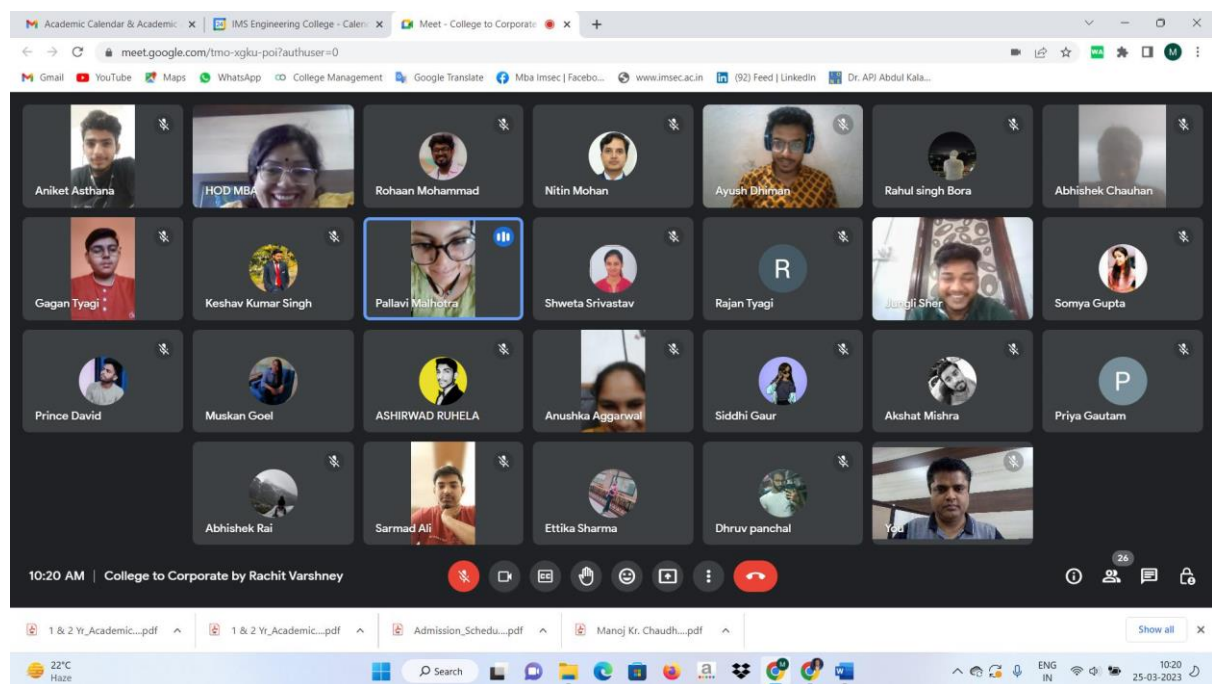 Academic Calendar & Academic
IMS Engineering College - Calen
Meet - College to Corporate
meet.google.com/tmo-xgku-poi?authuser=0
WA
M
Gmail YouTube Maps WhatsApp College Management Google Translate Mba Imsec | Facebo... www.imsec.ac.in (92) Feed | LinkedIn Dr. APJ Abdul Kala...
Aniket Asthana
HOD MBA
Rohaan Mohammad
Nitin Mohan
Ayush Dhiman
Rahul singh Bora
Abhishek Chauhan
R
Gagan Tyagi
Keshav Kumar Singh
Pallavi Malhotra
Shweta Srivastav
Rajan Tyagi
Jungli Sher
Somya Gupta
P
Prince David
Muskan Goel
ASHIRWAD RUHELA
Anushka Aggarwal
Siddhi Gaur
Akshat Mishra
Priya Gautam
Abhishek Rai
Sarmad Ali
Ettika Sharma
Dhruv panchal
You
10:20 AM | College to Corporate by Rachit Varshney
CC
26
1 & 2 Yr_Academic....pdf
1 & 2 Yr_Academic....pdf
Admission_Schedu....pdf
Manoj Kr. Chaudh....pdf
Show all
22°C
Haze
Search
a
ENG
IN
10:20
25-03-2023